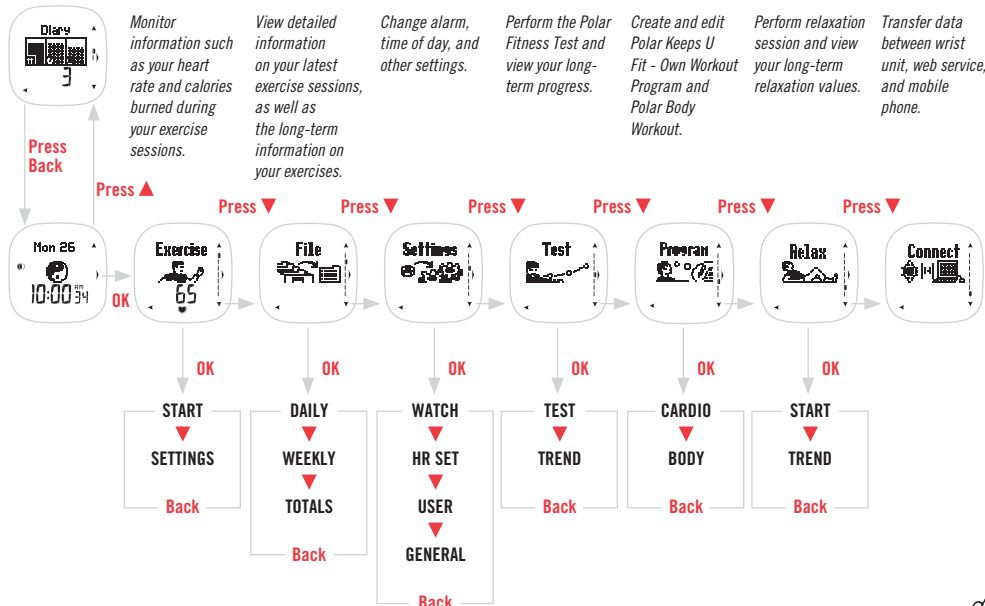 Diary
3
Monitor
information such
as your heart
rate and calories
burned during
your exercise
sessions.
View detailed
information
on your latest
exercise sessions,
as well as
the long-term
information on
your exercises.
Change alarm,
time of day, and
other settings.
Perform the Polar
Fitness Test and
view your long-
term progress.
Create and edit
Polar Keeps U
Fit - Own Workout
Program and
Polar Body
Workout.
Perform relaxation
session and view
your long-term
relaxation values.
Transfer data
between wrist
unit, web service,
and mobile
phone.
Press
Back
Press ▲
Press ▼
Press ▼
Press ▼
Press ▼
Press ▼
Press ▼
Mon 26
10:00 AM 34
OK
Exercise
65
File
Settings
Test
Program
Relax
Connect
OK
OK
OK
OK
OK
OK
START
▼
SETTINGS
Back
DAILY
▼
WEEKLY
▼
TOTALS
Back
WATCH
▼
HR SET
▼
USER
▼
GENERAL
Back
TEST
▼
TREND
Back
CARDIO
▼
BODY
Back
START
▼
TREND
Back